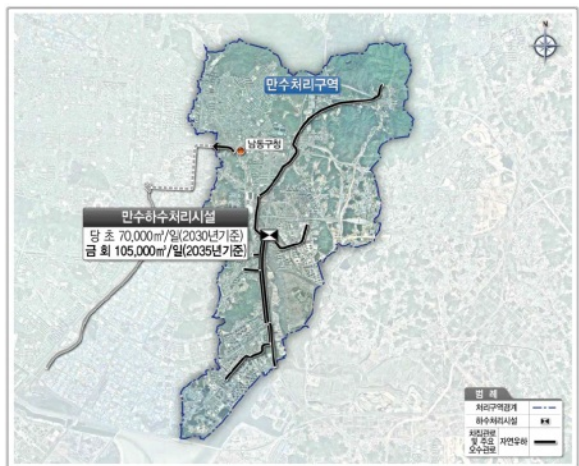 N
만수처리구역
남동구청
만수하수처리시설
당 초 70,000㎥/일(2030년기준)
금 회 105,000㎥/일(2035년기준)
범 례
처리구역경계
하수처리시설
차집관로
및 주요
오수관로
자연유하